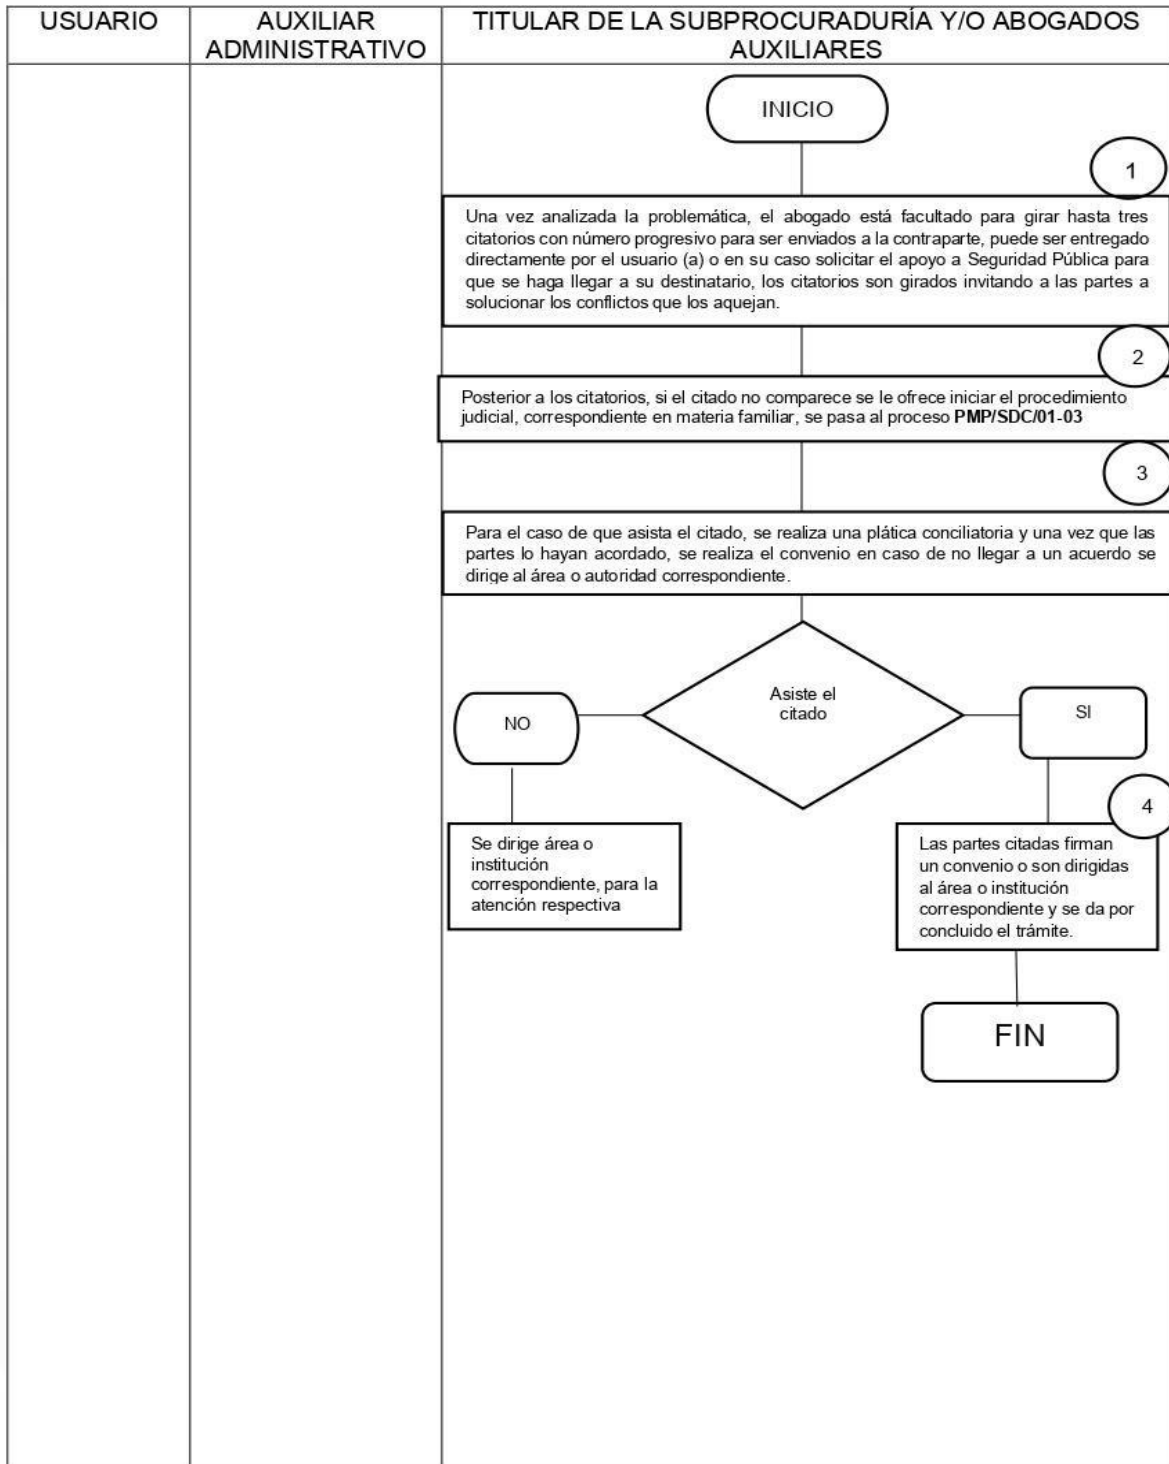 USUARIO
AUXILIAR
ADMINISTRATIVO
TITULAR DE LA SUBPROCURADURÍA Y/O ABOGADOS
AUXILIARES
INICIO
1
Una vez analizada la problemática, el abogado está facultado para girar hasta tres
citatorios con número progresivo para ser enviados a la contraparte, puede ser entregado
directamente por el usuario (a) o en su caso solicitar el apoyo a Seguridad Pública para
que se haga llegar a su destinatario, los citatorios son girados invitando a las partes a
solucionar los conflictos que los aquejan.
2
Posterior a los citatorios, si el citado no comparece se le ofrece iniciar el procedimiento
judicial, correspondiente en materia familiar, se pasa al proceso PMP/SDC/01-03
3
Para el caso de que asista el citado, se realiza una plática conciliatoria y una vez que las
partes lo hayan acordado, se realiza el convenio en caso de no llegar a un acuerdo se
dirige al área o autoridad correspondiente.
Asiste el
citado
NO
SI
4
Se dirige área o
institución
correspondiente, para la
atención respectiva
Las partes citadas firman
un convenio o son dirigidas
al área o institución
correspondiente y se da por
concluido el trámite.
FIN